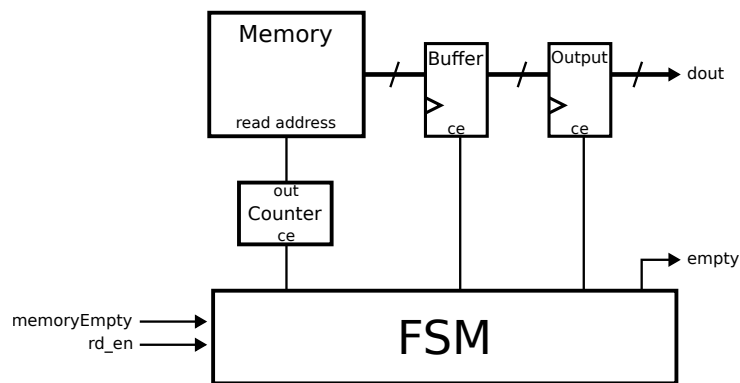 Memory
read address
Buffer
ce
Output
ce
dout
out
Counter
ce
empty
memoryEmpty
rd_en
FSM